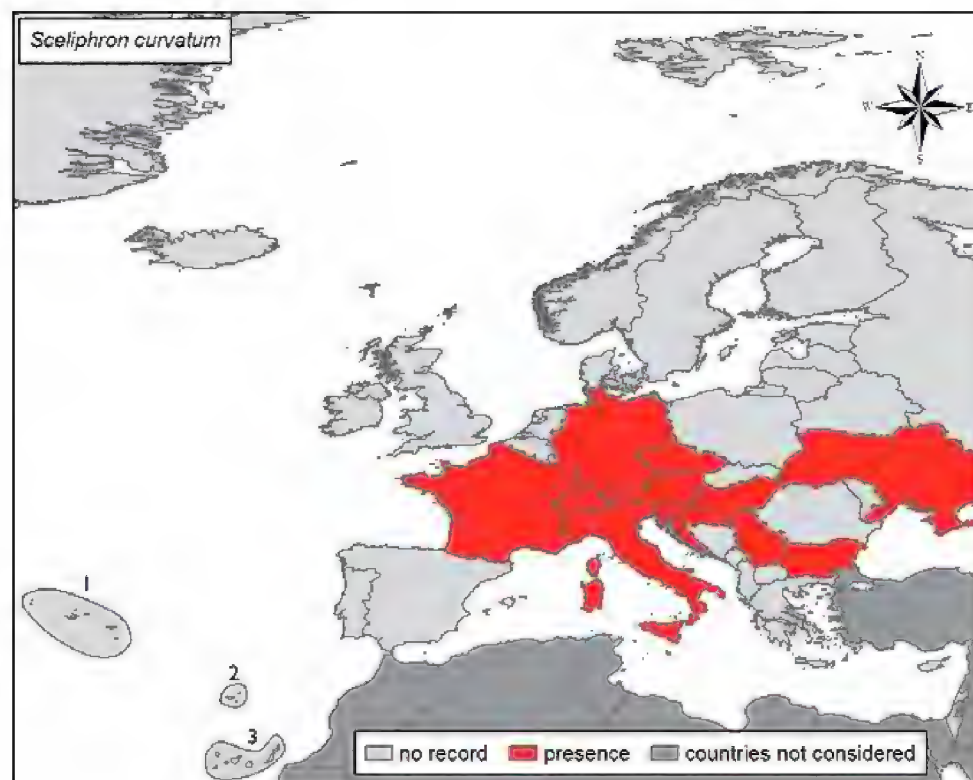 Sceliphron curvatum
N
W E
S
1
2
3
no record presence countries not considered